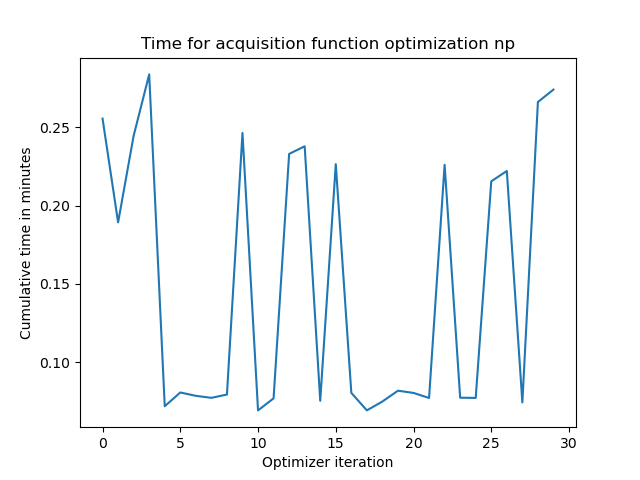 Time for acquisition function optimization np
Cumulative time in minutes
0.25
0.20
0.15
0.10
0 5 10 15 20 25 30
Optimizer iteration